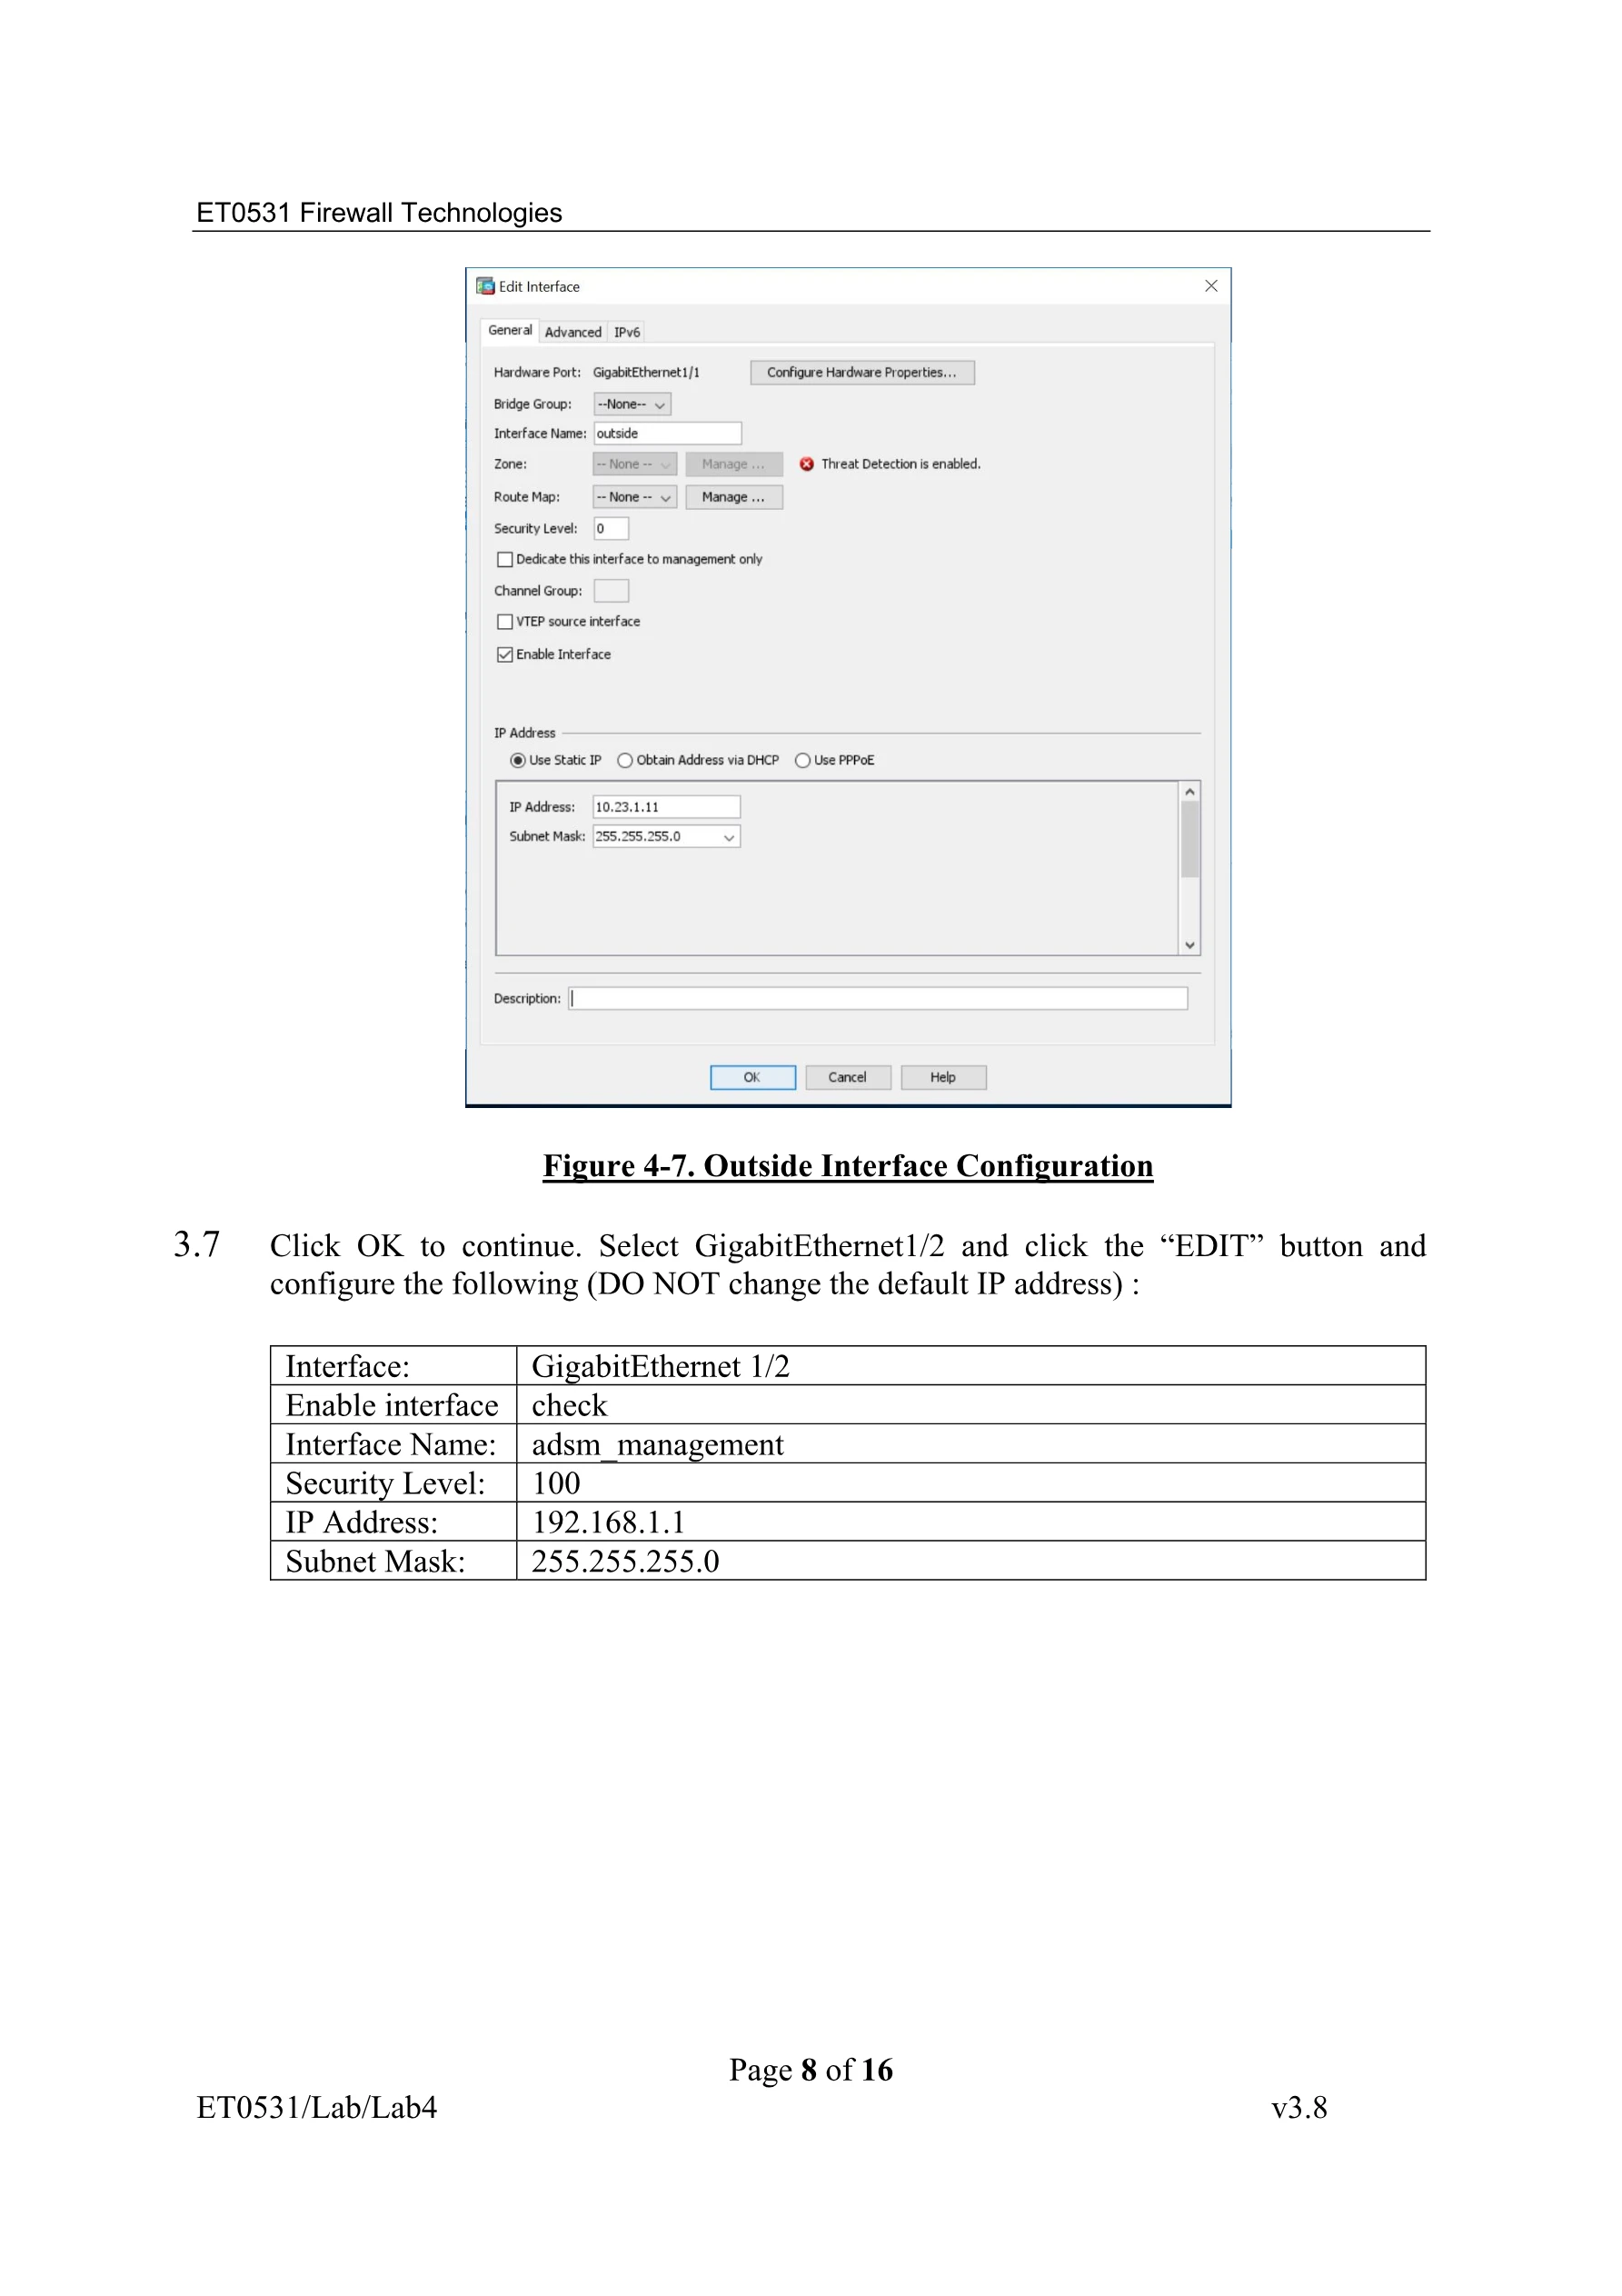 ET0531 Firewall Technologies
Edit Interface
General Advanced IPv6
Hardware Port: GigabitEthernet1/1 Configure Hardware Properties...
Bridge Group: --None--
Interface Name: outside
Zone: -- None -- Manage ... Threat Detection is enabled.
Route Map: -- None -- Manage ...
Security Level: 0
Dedicate this interface to management only
Channel Group:
VTEP source interface
Enable Interface
IP Address
Use Static IP Obtain Address via DHCP Use PPPoE
IP Address: 10.23.1.11
Subnet Mask: 255.255.255.0
Description:
OK Cancel Help
Figure 4-7. Outside Interface Configuration
3.7 Click OK to continue. Select GigabitEthernet1/2 and click the “EDIT” button and
configure the following (DO NOT change the default IP address) :
Interface: GigabitEthernet 1/2
Enable interface check
Interface Name: adsm_management
Security Level: 100
IP Address: 192.168.1.1
Subnet Mask: 255.255.255.0
Page 8 of 16
ET0531/Lab/Lab4 v3.8